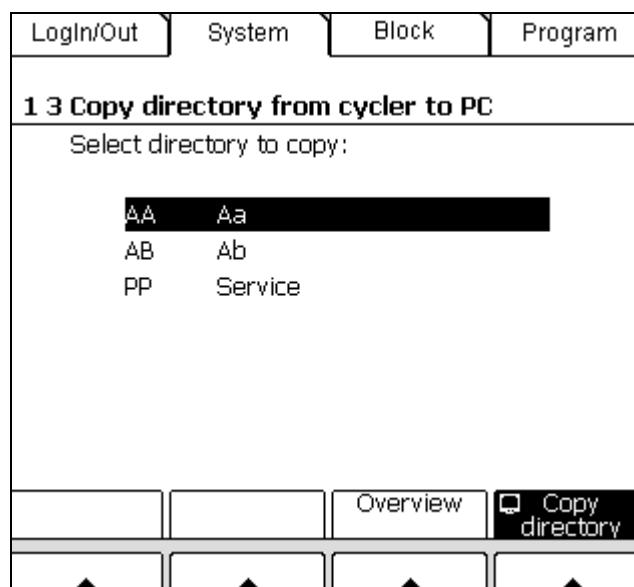 LogIn/Out System Block Program
1 3 Copy directory from cycler to PC
Select directory to copy:
AA Aa
AB Ab
PP Service
Overview Copy
directory